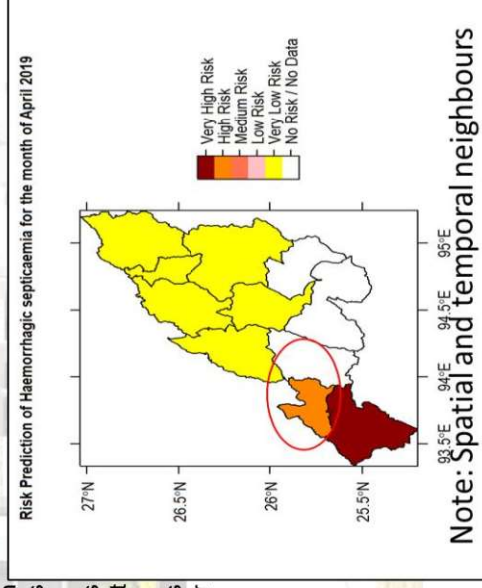 Risk Prediction of Haemorrhagic septicaemia for the month of April 2019
27°N
26.5°N
26°N
25.5°N
93.5°E
94°E
94.5°E
95°E
Very High Risk
High Risk
Medium Risk
Low Risk
Very Low Risk
No Risk / No Data
Note: Spatial and temporal neighbours